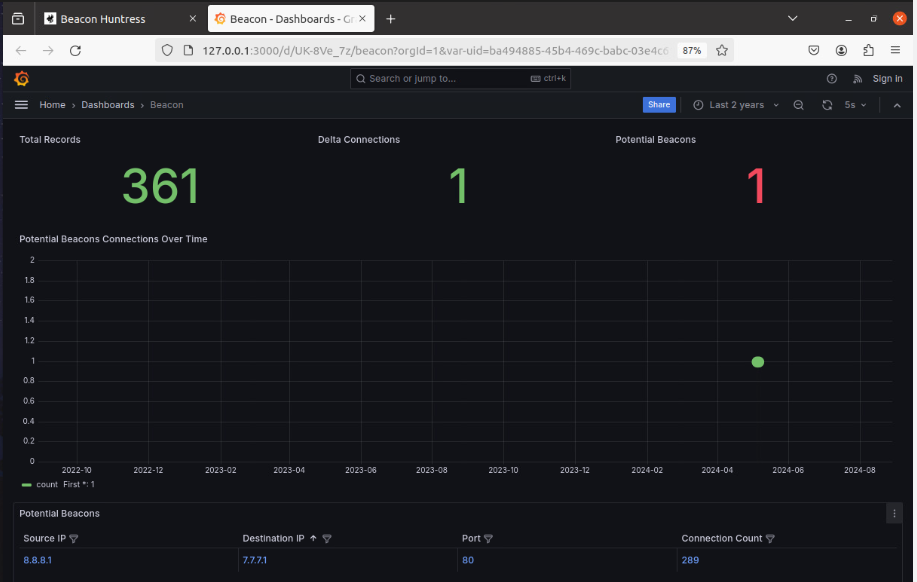 Beacon Huntress
Beacon - Dashboards - Gr
127.0.0.1:3000/d/UK-8Ve_7z/beacon?orgId=1&var-uid=ba494885-45b4-469c-babc-03e4c6
87%
Search or jump to...
ctrl+k
Sign in
Home › Dashboards › Beacon
Share
Last 2 years
5s
Total Records
Delta Connections
Potential Beacons
361
1
1
Potential Beacons Connections Over Time
2
1.8
1.6
1.4
1.2
1
0.8
0.6
0.4
0.2
0
2022-10 2022-12 2023-02 2023-04 2023-06 2023-08 2023-10 2023-12 2024-02 2024-04 2024-06 2024-08
count First *: 1
Potential Beacons
Source IP Destination IP ↑ Port Connection Count
8.8.8.1 7.7.7.1 80 289